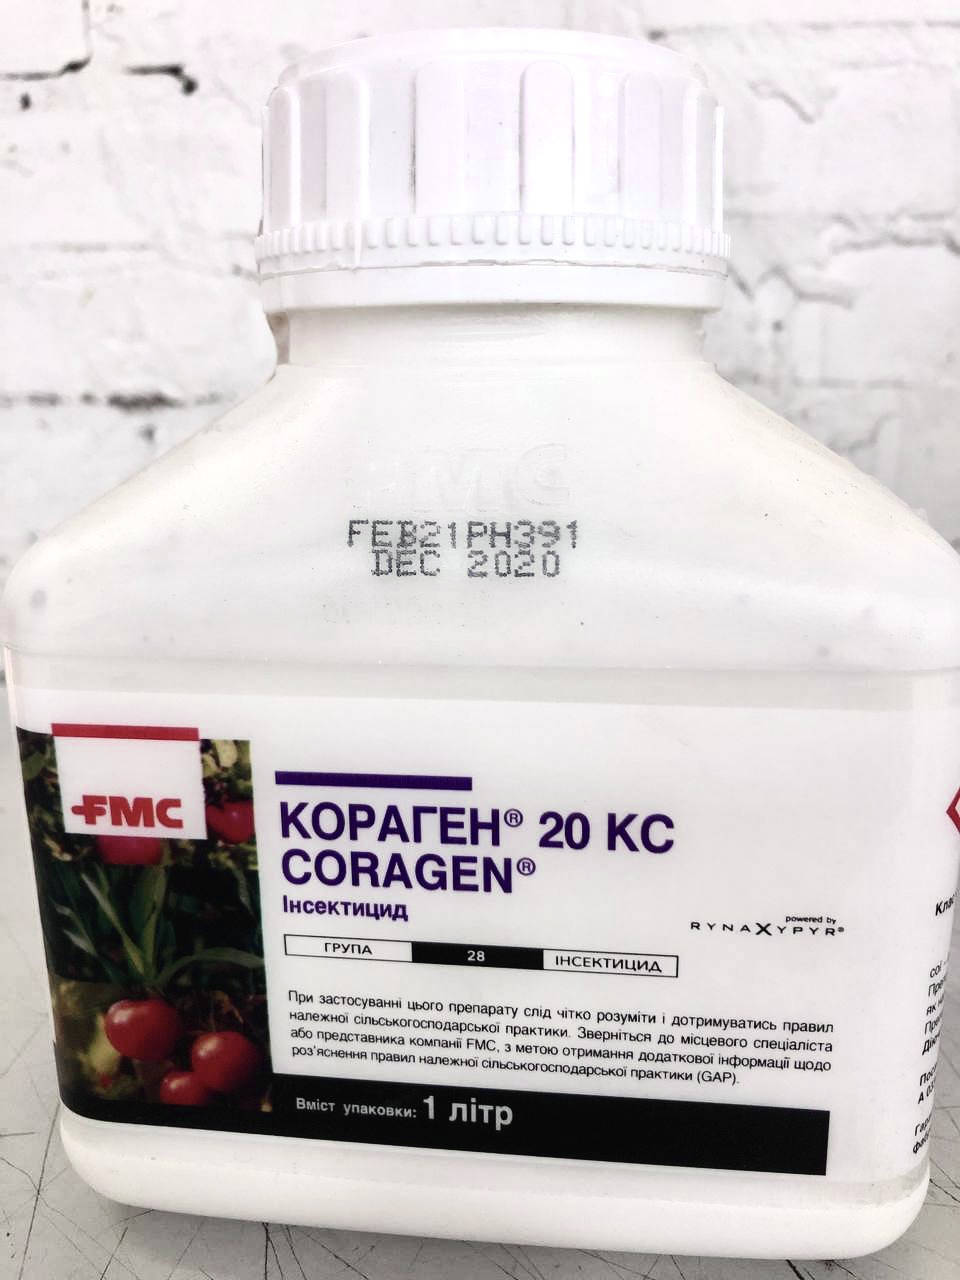 FMC
FEB21PH391
DEC 2020
FMC
КОРАГЕН® 20 КС
CORAGEN®
Інсектицид
powered by
RYNAXYPYR®
ГРУПА 28 ІНСЕКТИЦИД
При застосуванні цього препарату слід чітко розуміти і дотримуватись правил
належної сільськогосподарської практики. Зверніться до місцевого спеціаліста
або представника компанії FMC, з метою отримання додаткової інформації щодо
роз'яснення правил належної сільськогосподарської практики (GAP).
Вміст упаковки: 1 літр